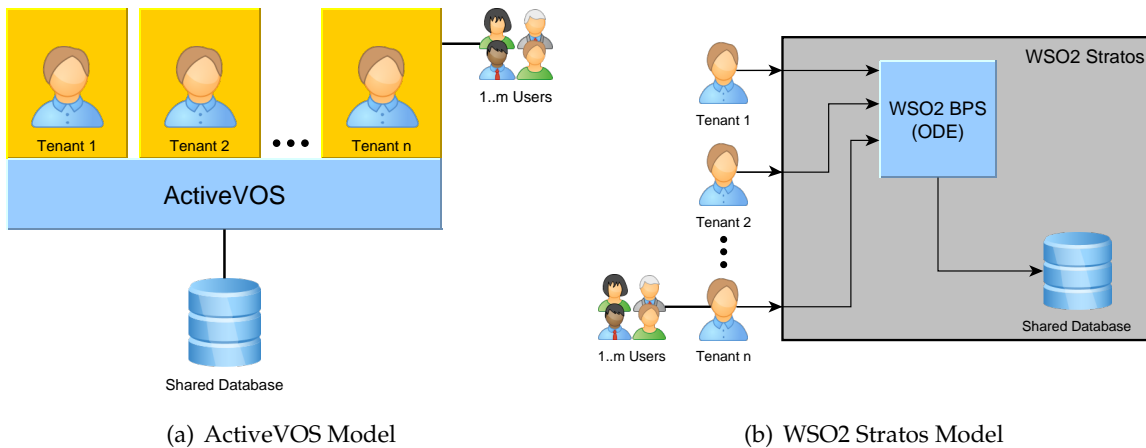 Tenant 1
Tenant 2
Tenant n
1..m Users
ActiveVOS
Shared Database
(a) ActiveVOS Model
WSO2 Stratos
Tenant 1
WSO2 BPS
(ODE)
Tenant 2
1..m Users
Tenant n
Shared Database
(b) WSO2 Stratos Model